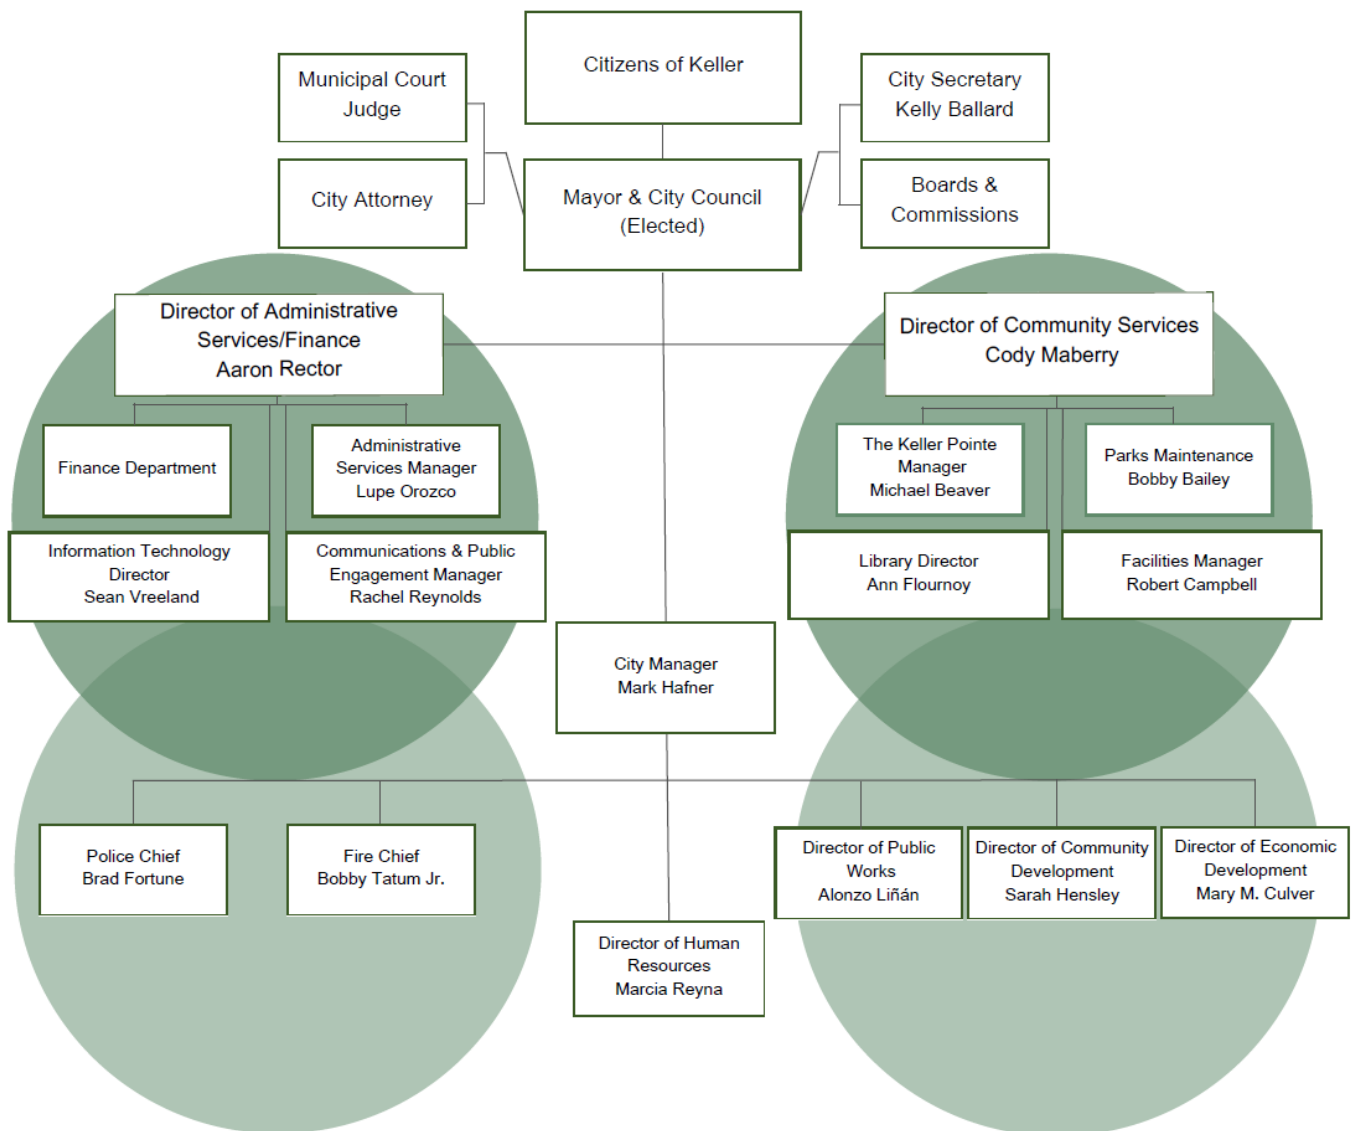 Citizens of Keller
Municipal Court
Judge
City Secretary
Kelly Ballard
City Attorney
Mayor & City Council
(Elected)
Boards &
Commissions
Director of Administrative
Services/Finance
Aaron Rector
Director of Community Services
Cody Maberry
Finance Department
Administrative
Services Manager
Lupe Orozco
The Keller Pointe
Manager
Michael Beaver
Parks Maintenance
Bobby Bailey
Information Technology
Director
Sean Vreeland
Communications & Public
Engagement Manager
Rachel Reynolds
Library Director
Ann Flournoy
Facilities Manager
Robert Campbell
City Manager
Mark Hafner
Police Chief
Brad Fortune
Fire Chief
Bobby Tatum Jr.
Director of Public
Works
Alonzo Liñán
Director of Community
Development
Sarah Hensley
Director of Economic
Development
Mary M. Culver
Director of Human
Resources
Marcia Reyna